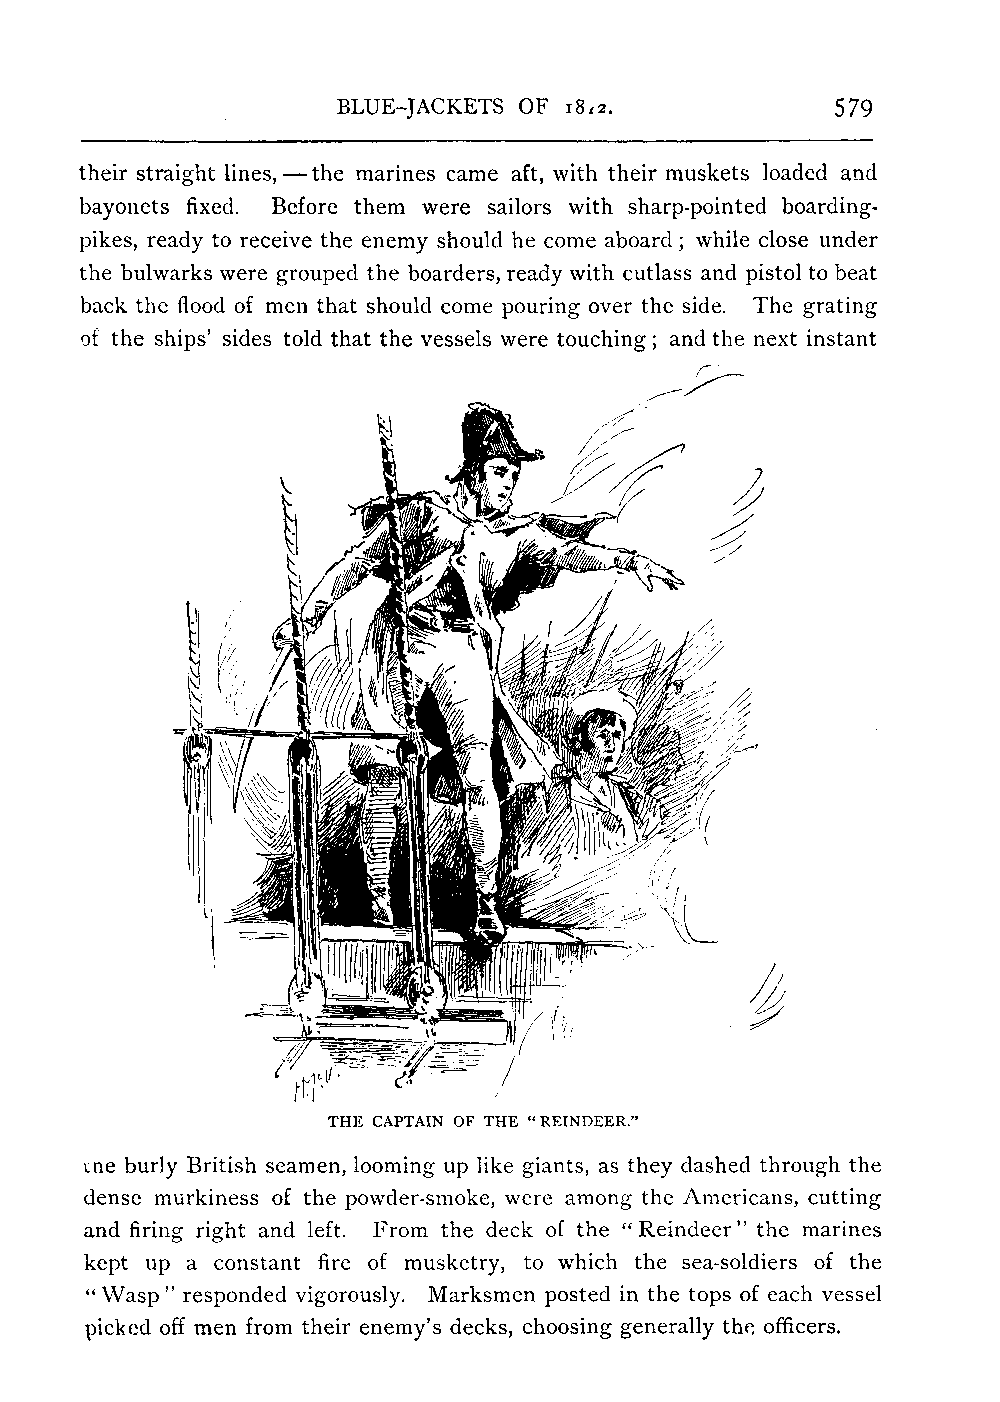 BLUE-JACKETS OF 1812. 579
their straight lines, — the marines came aft, with their muskets loaded and
bayonets fixed. Before them were sailors with sharp-pointed boarding-
pikes, ready to receive the enemy should he come aboard; while close under
the bulwarks were grouped the boarders, ready with cutlass and pistol to beat
back the flood of men that should come pouring over the side. The grating
of the ships' sides told that the vessels were touching; and the next instant
THE CAPTAIN OF THE "REINDEER."
the burly British seamen, looming up like giants, as they dashed through the
dense murkiness of the powder-smoke, were among the Americans, cutting
and firing right and left. From the deck of the "Reindeer" the marines
kept up a constant fire of musketry, to which the sea-soldiers of the
"Wasp" responded vigorously. Marksmen posted in the tops of each vessel
picked off men from their enemy's decks, choosing generally the officers.